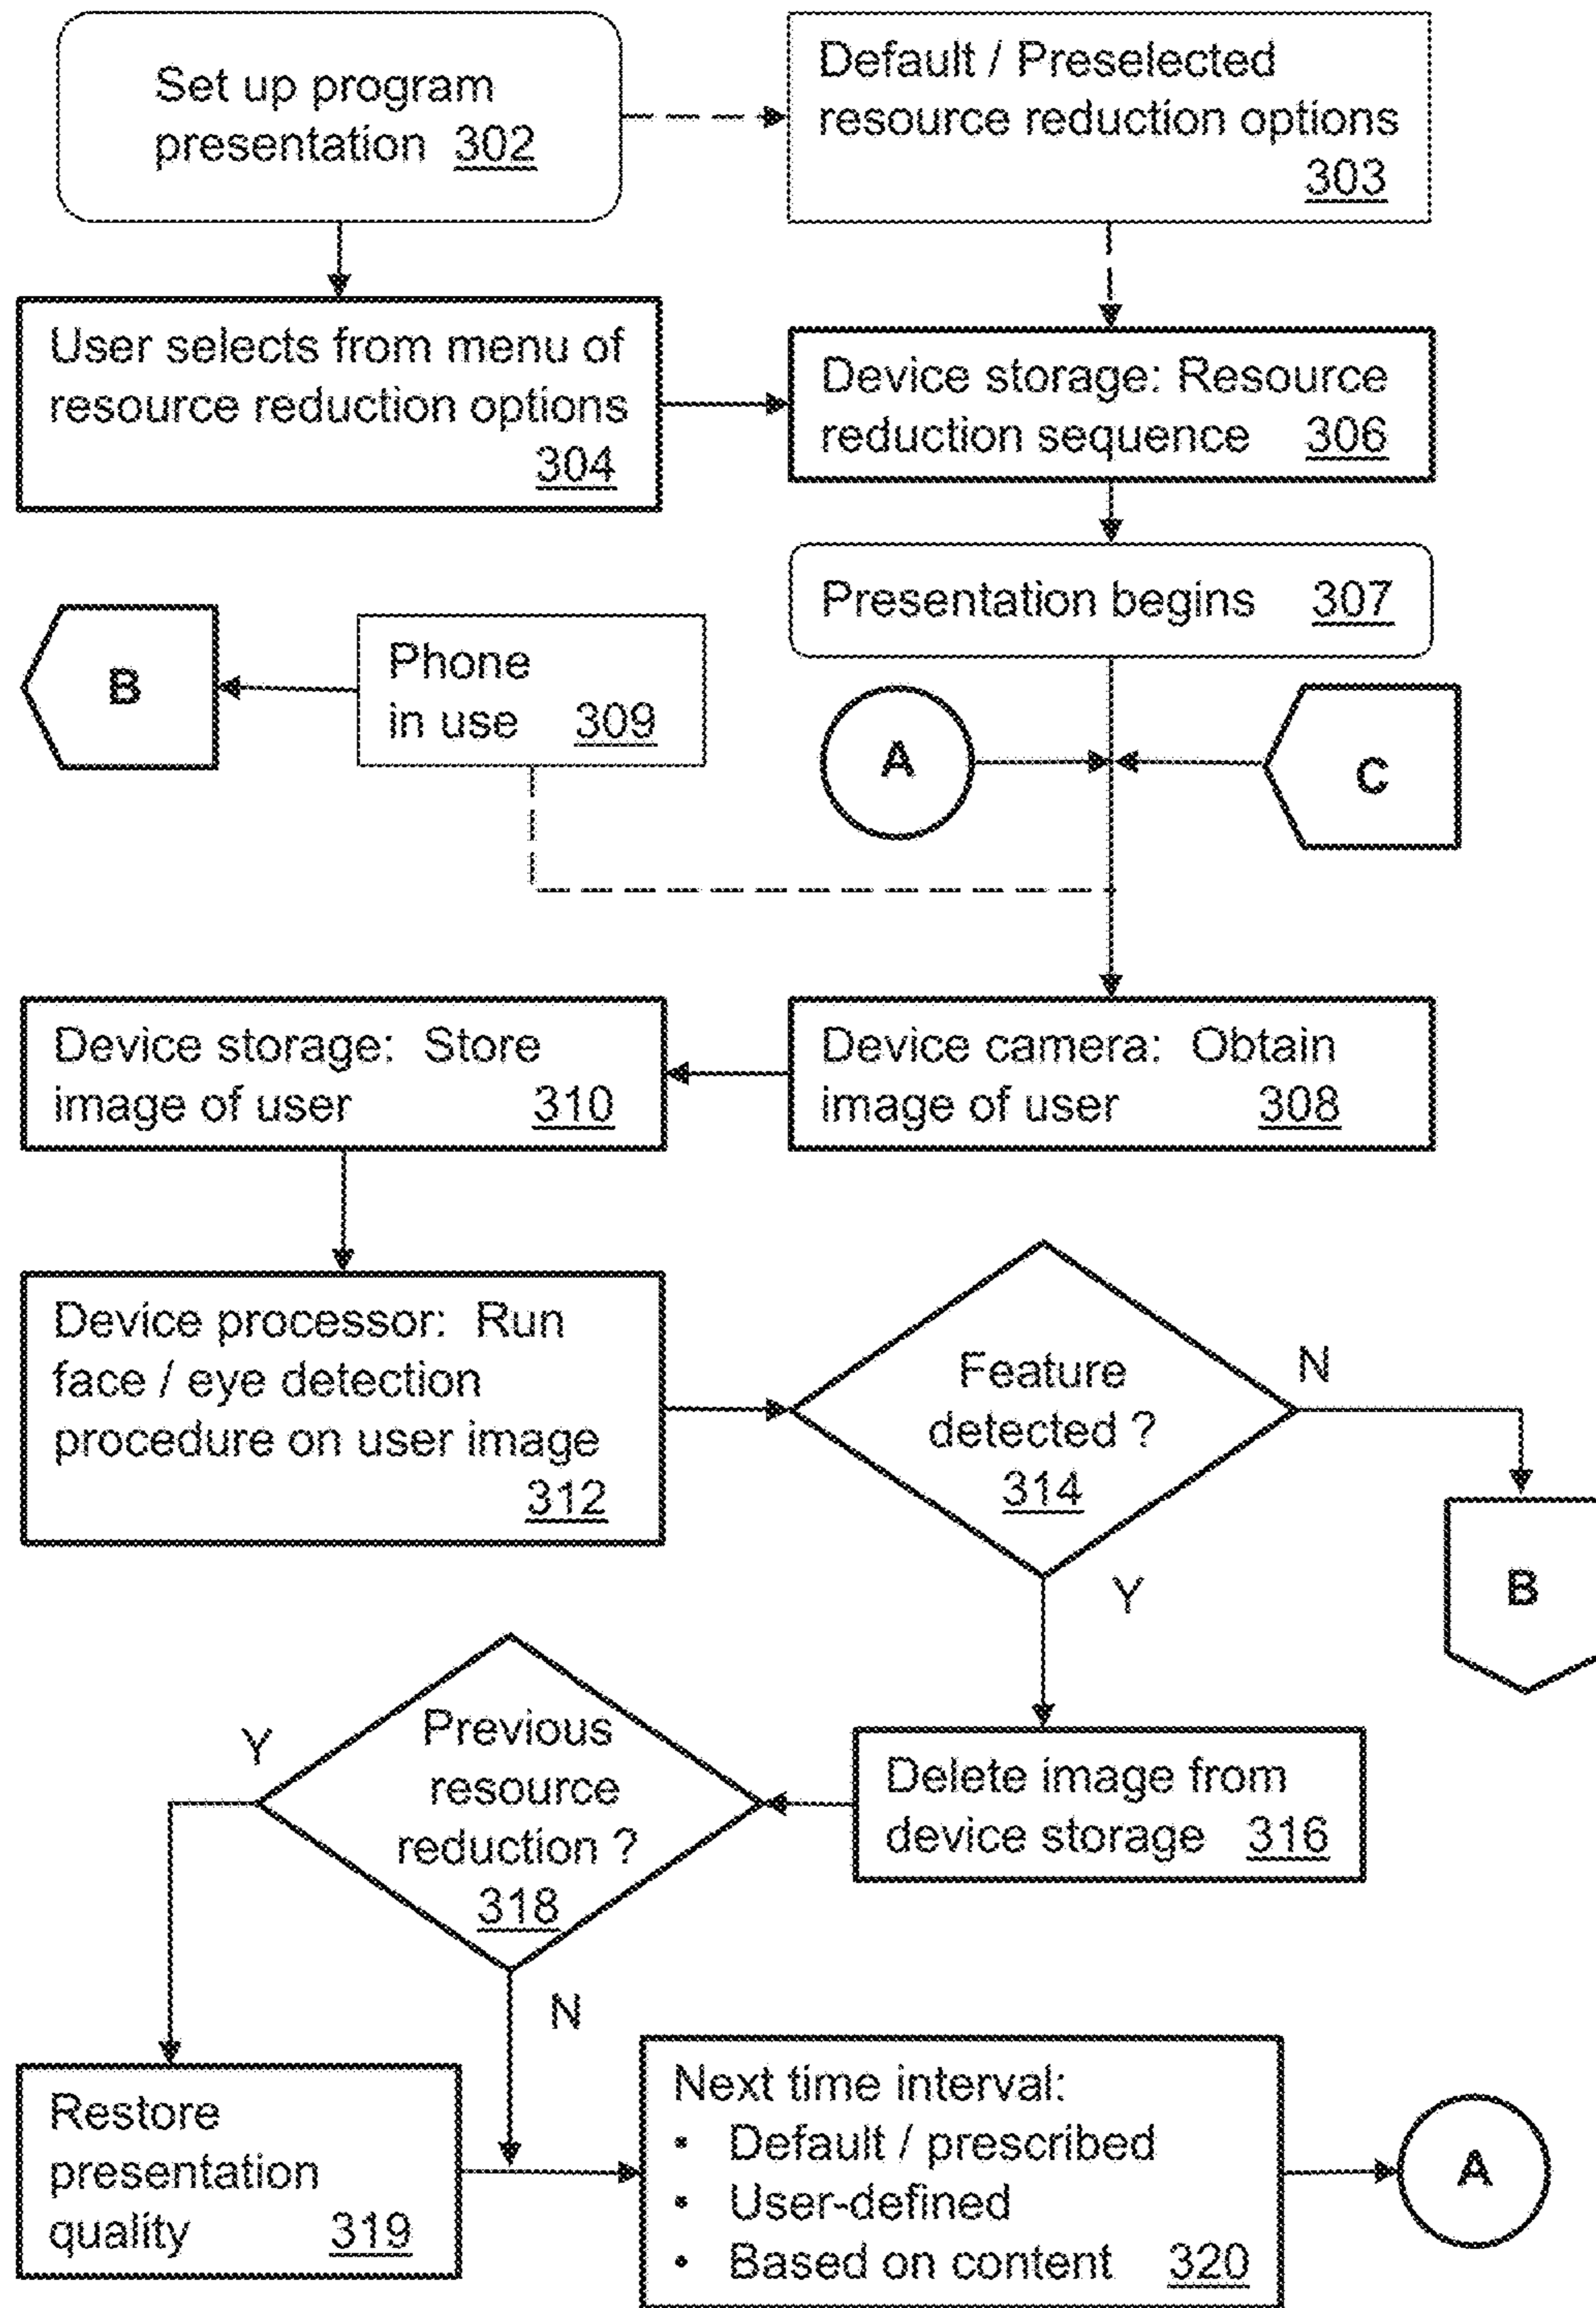 Set up program
presentation 302
Default / Preselected
resource reduction options
303
User selects from menu of
resource reduction options
304
Device storage: Resource
reduction sequence 306
Presentation begins 307
B
Phone
in use 309
A
C
Device storage: Store
image of user 310
Device camera: Obtain
image of user 308
Device processor: Run
face / eye detection
procedure on user image
312
Feature
detected ?
314
N
Y
B
Previous
resource
reduction ?
318
Y
N
Delete image from
device storage 316
Restore
presentation
quality 319
Next time interval:
• Default / prescribed
• User-defined
• Based on content 320
A